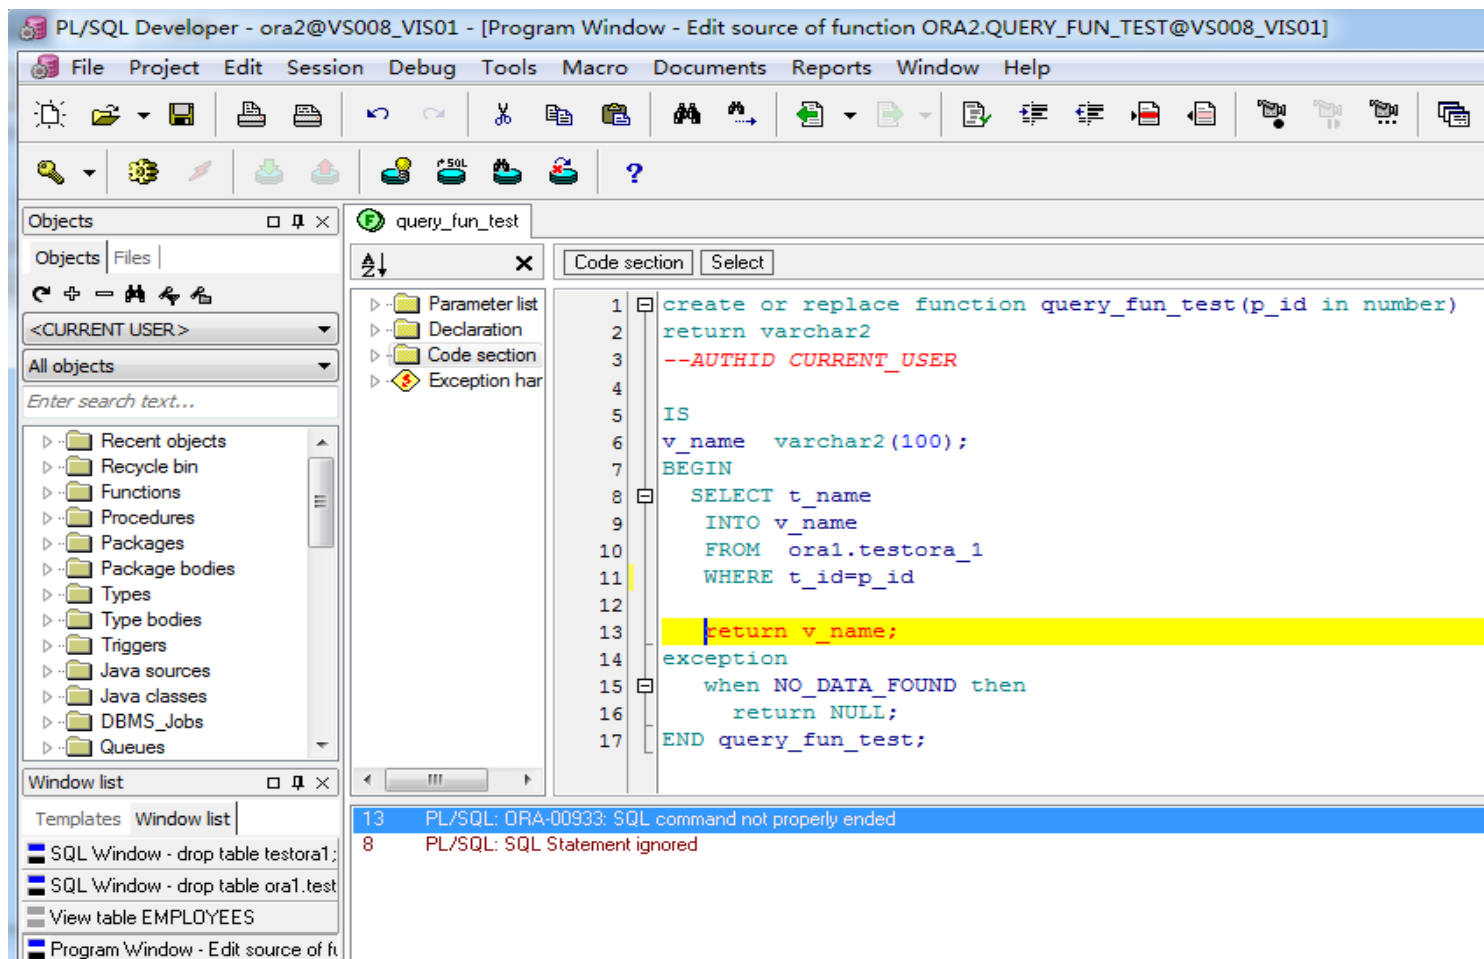 PL/SQL Developer - ora2@VS008_VIS01 - [Program Window - Edit source of function ORA2.QUERY_FUN_TEST@VS008_VIS01]
File Project Edit Session Debug Tools Macro Documents Reports Window Help
SQL
?
Objects
Objects Files
<CURRENT USER>
All objects
Enter search text...
Recent objects
Recycle bin
Functions
Procedures
Packages
Package bodies
Types
Type bodies
Triggers
Java sources
Java classes
DBMS_Jobs
Queues
Window list
Templates Window list
SQL Window - drop table testora1;
SQL Window - drop table ora1.test
View table EMPLOYEES
Program Window - Edit source of fu
query_fun_test
Parameter list
Declaration
Code section
Exception har
Code section Select
1 create or replace function query_fun_test(p_id in number)
2 return varchar2
3 --AUTHID CURRENT_USER
4
5 IS
6 v_name varchar2(100);
7 BEGIN
8 SELECT t_name
9 INTO v_name
10 FROM ora1.testora_1
11 WHERE t_id=p_id
12
13 return v_name;
14 exception
15 when NO_DATA_FOUND then
16 return NULL;
17 END query_fun_test;
13 PL/SQL: ORA-00933: SQL command not properly ended
8 PL/SQL: SQL Statement ignored